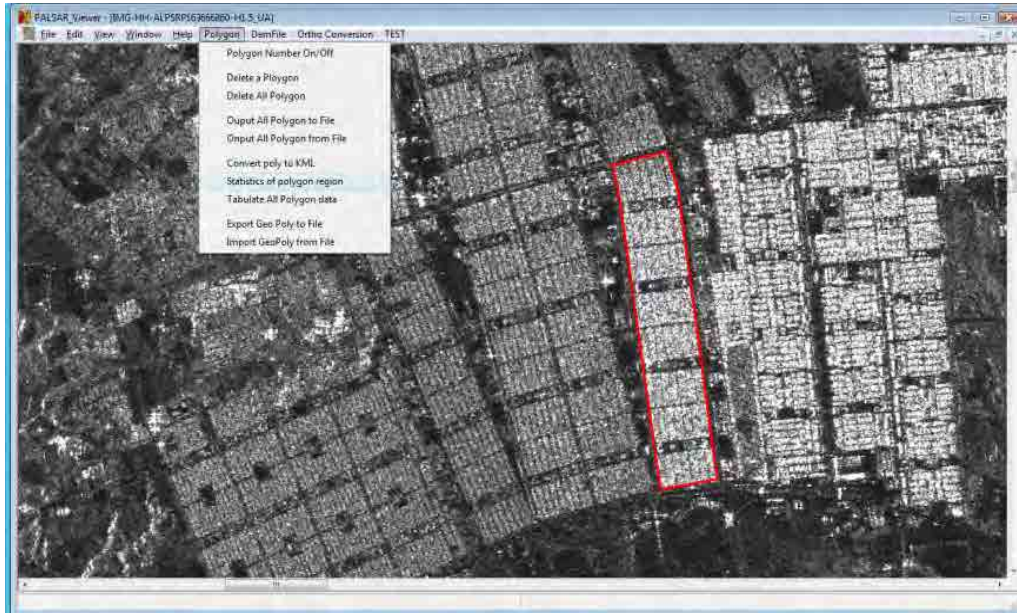 PALSAR_Viewer - [IMG-HH-ALPSRP163666860-H1.5_UA]
File Edit View Window Help Polygon DemFile Ortho Conversion TEST
Polygon Number On/Off
Delete a Ploygon
Delete All Polygon
Ouput All Polygon to File
Onput All Polygon from File
Convert poly to KML
Statistics of polygon region
Tabulate All Polygon data
Export Geo Poly to File
Import GeoPoly from File